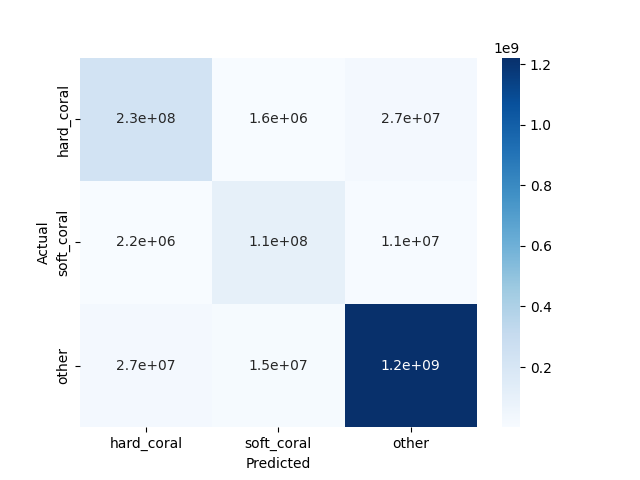 1e9
hard_coral
2.3e+08
1.6e+06
2.7e+07
1.2
1.0
0.8
Actual
soft_coral
2.2e+06
1.1e+08
1.1e+07
0.6
0.4
other
2.7e+07
1.5e+07
1.2e+09
0.2
hard_coral
soft_coral
other
Predicted